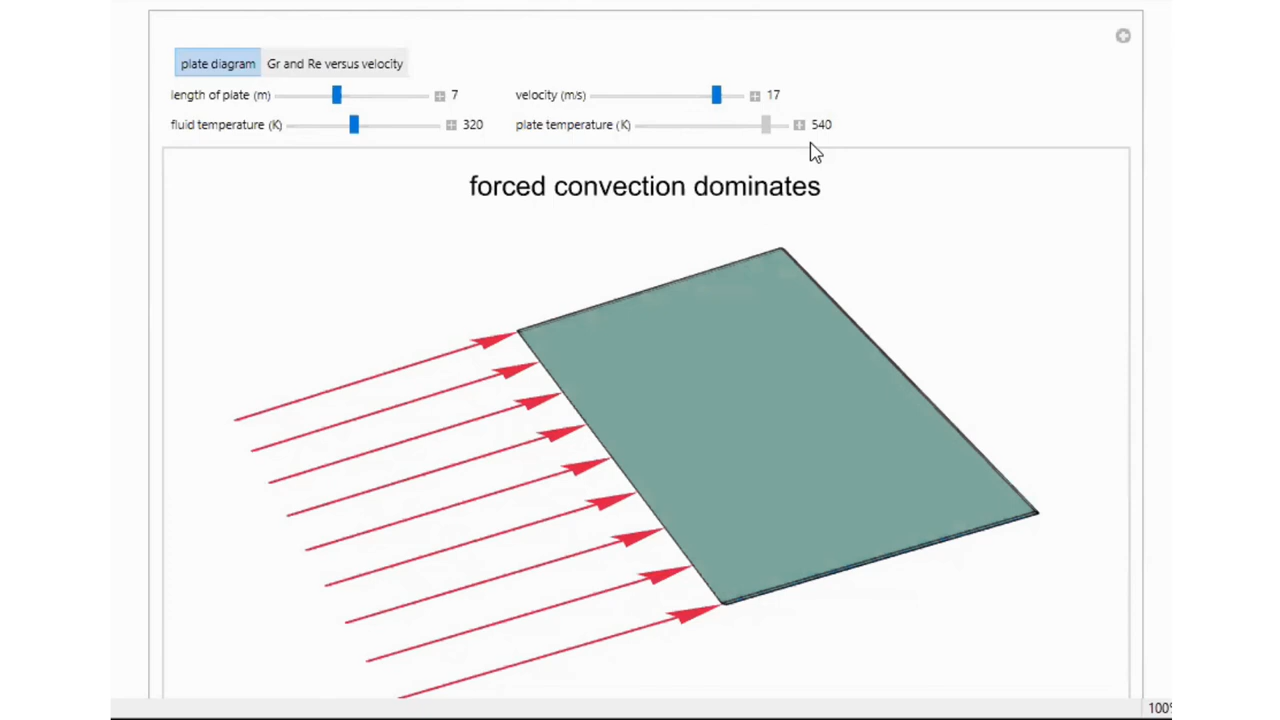 plate diagram Gr and Re versus velocity
length of plate (m) 7 velocity (m/s) 17
fluid temperature (K) 320 plate temperature (K) 540
forced convection dominates
100%